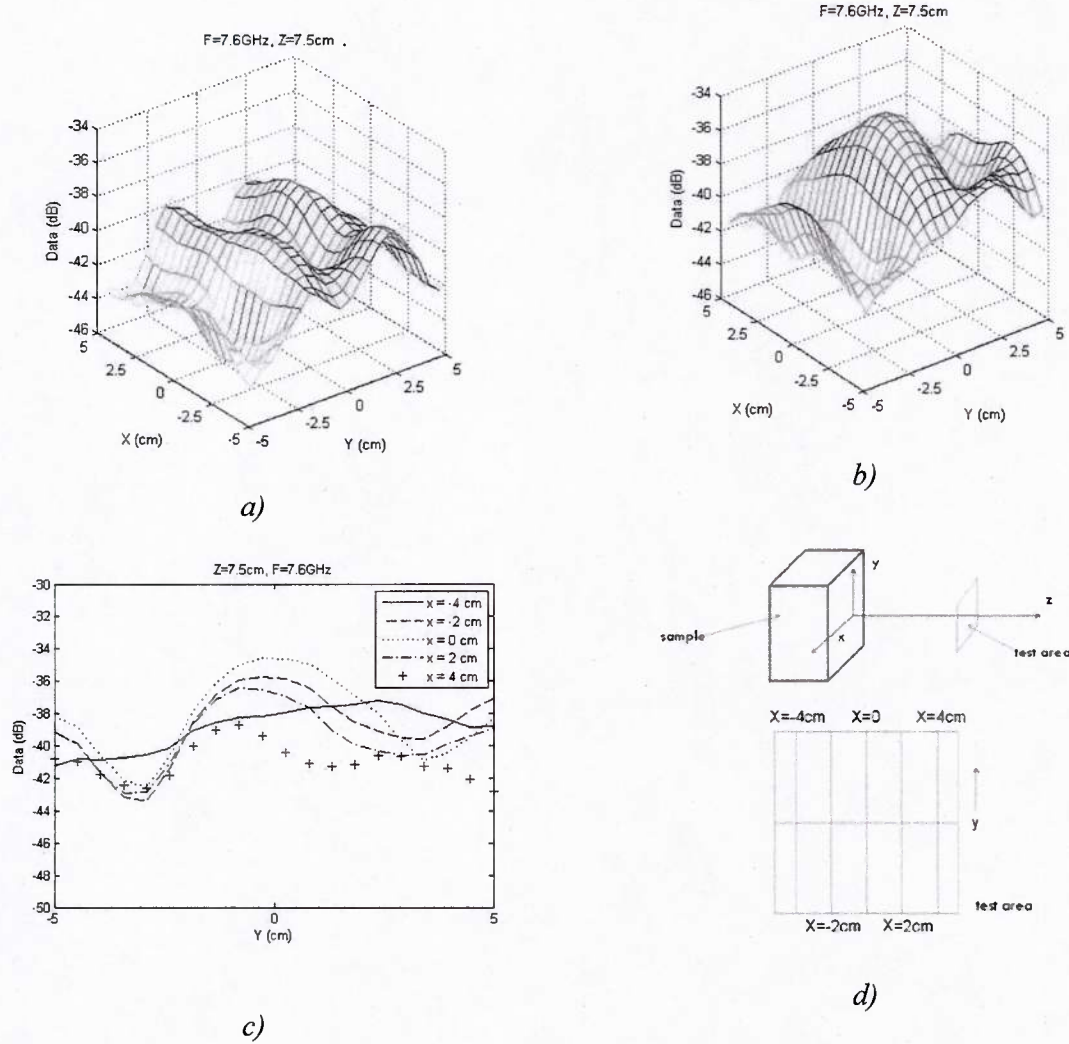 F=7.6GHz, Z=7.5cm .
-34
-36
-38
-40
-42
-44
-46
Data (dB)
5
2.5
0
-2.5
-5
X (cm)
-5
-2.5
0
2.5
5
Y (cm)
a)
F=7.6GHz, Z=7.5cm
-34
-36
-38
-40
-42
-44
-46
Data (dB)
5
2.5
0
-2.5
-5
X (cm)
-5
-2.5
0
2.5
5
Y (cm)
b)
Z=7.5cm, F=7.6GHz
-30
-32
-34
-36
-38
-40
-42
-44
-46
-48
-50
Data (dB)
-5
0
5
Y (cm)
x = -4 cm
x = -2 cm
x = 0 cm
x = 2 cm
x = 4 cm
c)
y
z
x
sample
test area
X=-4cm
X=0
X=4cm
y
test area
X=-2cm
X=2cm
d)